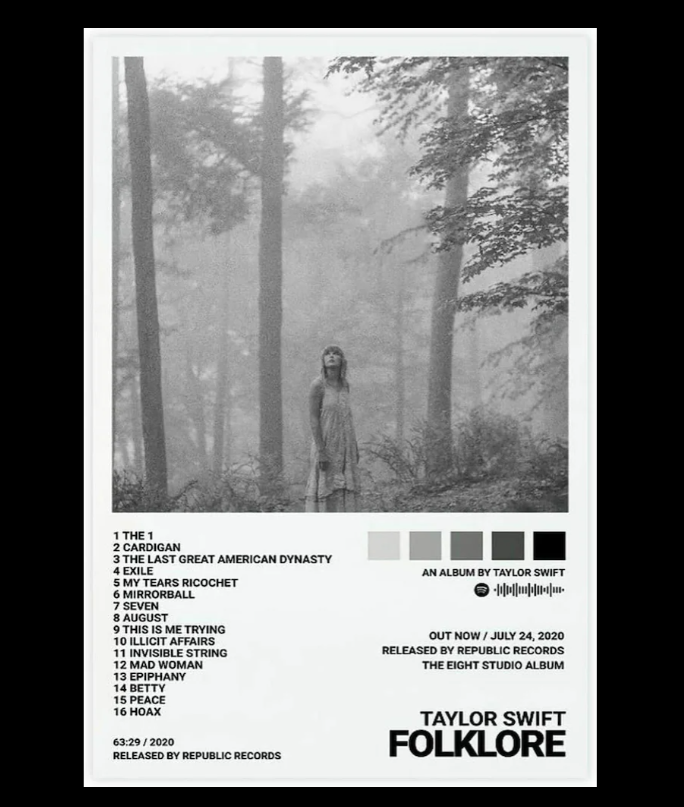 1 THE 1
2 CARDIGAN
3 THE LAST GREAT AMERICAN DYNASTY
4 EXILE
5 MY TEARS RICOCHET
6 MIRRORBALL
7 SEVEN
8 AUGUST
9 THIS IS ME TRYING
10 ILLICIT AFFAIRS
11 INVISIBLE STRING
12 MAD WOMAN
13 EPIPHANY
14 BETTY
15 PEACE
16 HOAX
63:29 / 2020
RELEASED BY REPUBLIC RECORDS
AN ALBUM BY TAYLOR SWIFT
OUT NOW / JULY 24, 2020
RELEASED BY REPUBLIC RECORDS
THE EIGHT STUDIO ALBUM
TAYLOR SWIFT
FOLKLORE